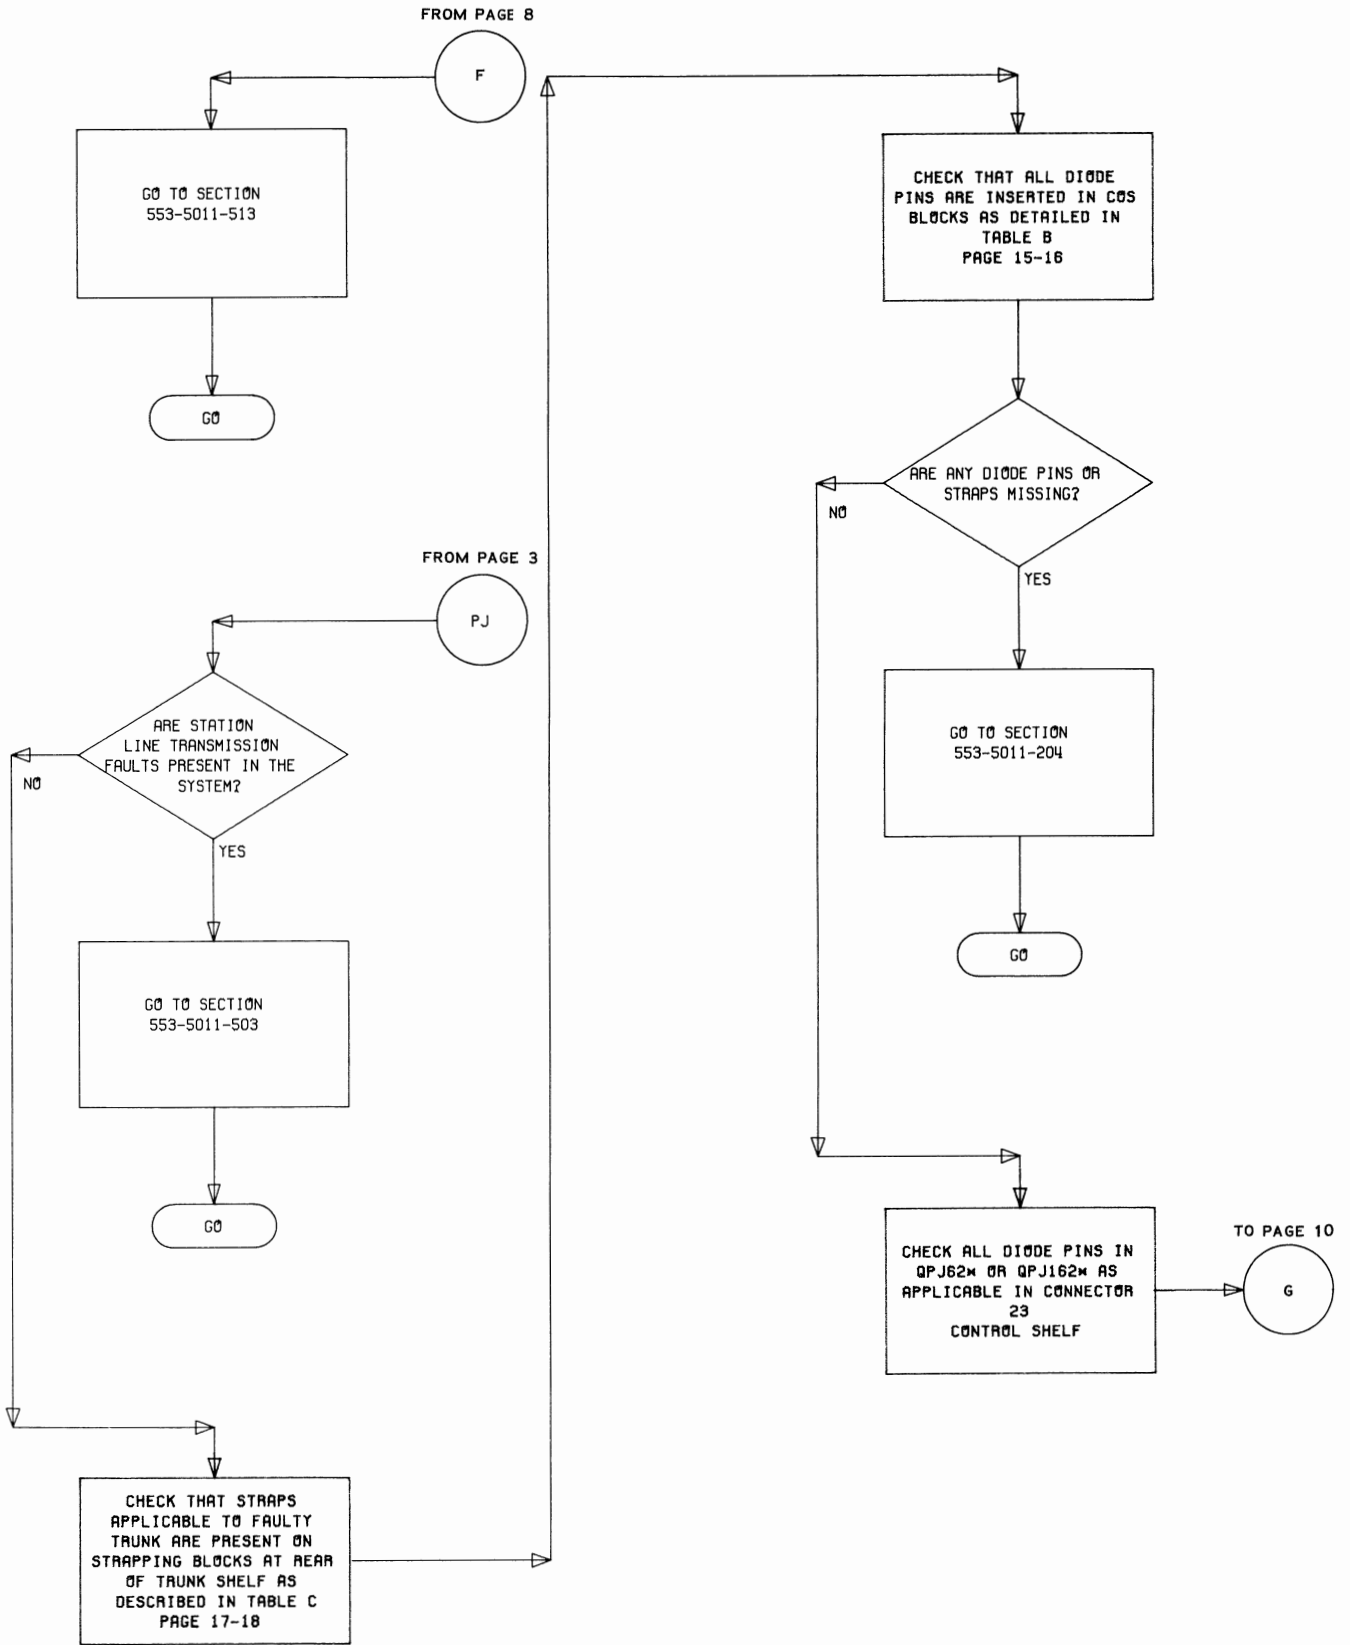 FROM PAGE 8
F
GO TO SECTION
553-5011-513
GO
FROM PAGE 3
PJ
ARE STATION
LINE TRANSMISSION
FAULTS PRESENT IN THE
SYSTEM?
NO
YES
GO TO SECTION
553-5011-503
GO
CHECK THAT STRAPS
APPLICABLE TO FAULTY
TRUNK ARE PRESENT ON
STRAPPING BLOCKS AT REAR
OF TRUNK SHELF AS
DESCRIBED IN TABLE C
PAGE 17-18
CHECK THAT ALL DIODE
PINS ARE INSERTED IN COS
BLOCKS AS DETAILED IN
TABLE B
PAGE 15-16
ARE ANY DIODE PINS OR
STRAPS MISSING?
NO
YES
GO TO SECTION
553-5011-204
GO
CHECK ALL DIODE PINS IN
QPJ62* OR QPJ162* AS
APPLICABLE IN CONNECTOR
23
CONTROL SHELF
TO PAGE 10
G